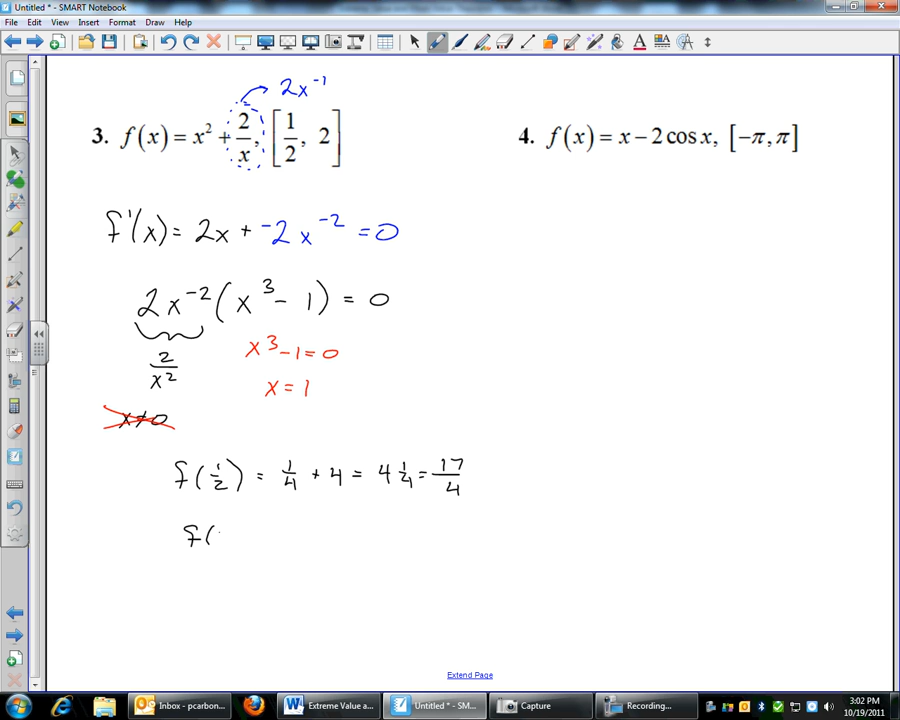 Untitled * - SMART Notebook
File Edit View Insert Format Draw Tools Help
2x⁻¹
3. f(x) = x² + 2/x, [1/2, 2]
4. f(x) = x − 2 cos x, [−π, π]
f'(x) = 2x + -2x⁻² = 0
2x⁻²(x³ − 1) = 0
2/x²
x³ − 1 = 0
x = 1
x ≠ 0
f(1/2) = 1/4 + 4 = 4 1/4 = 17/4
f(
Extend Page
Inbox - pcarbon...
Extreme Value a...
Untitled * - SM...
Capture
Recording...
3:02 PM
10/19/2011